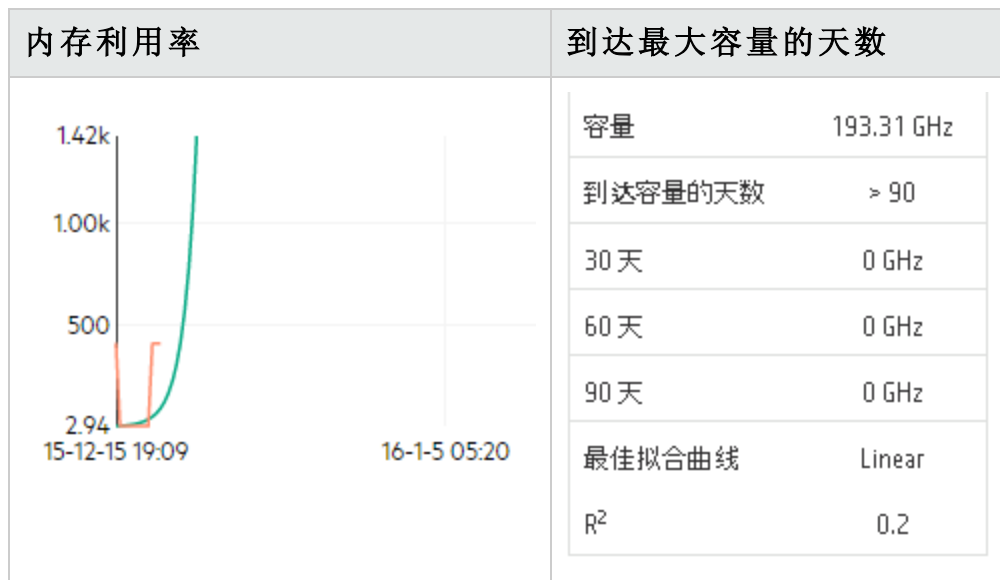 内存利用率
到达最大容量的天数
1.42k
1.00k
500
2.94
15-12-15 19:09
16-1-5 05:20
容量 193.31 GHz
到达容量的天数 > 90
30 天 0 GHz
60 天 0 GHz
90 天 0 GHz
最佳拟合曲线 Linear
R² 0.2